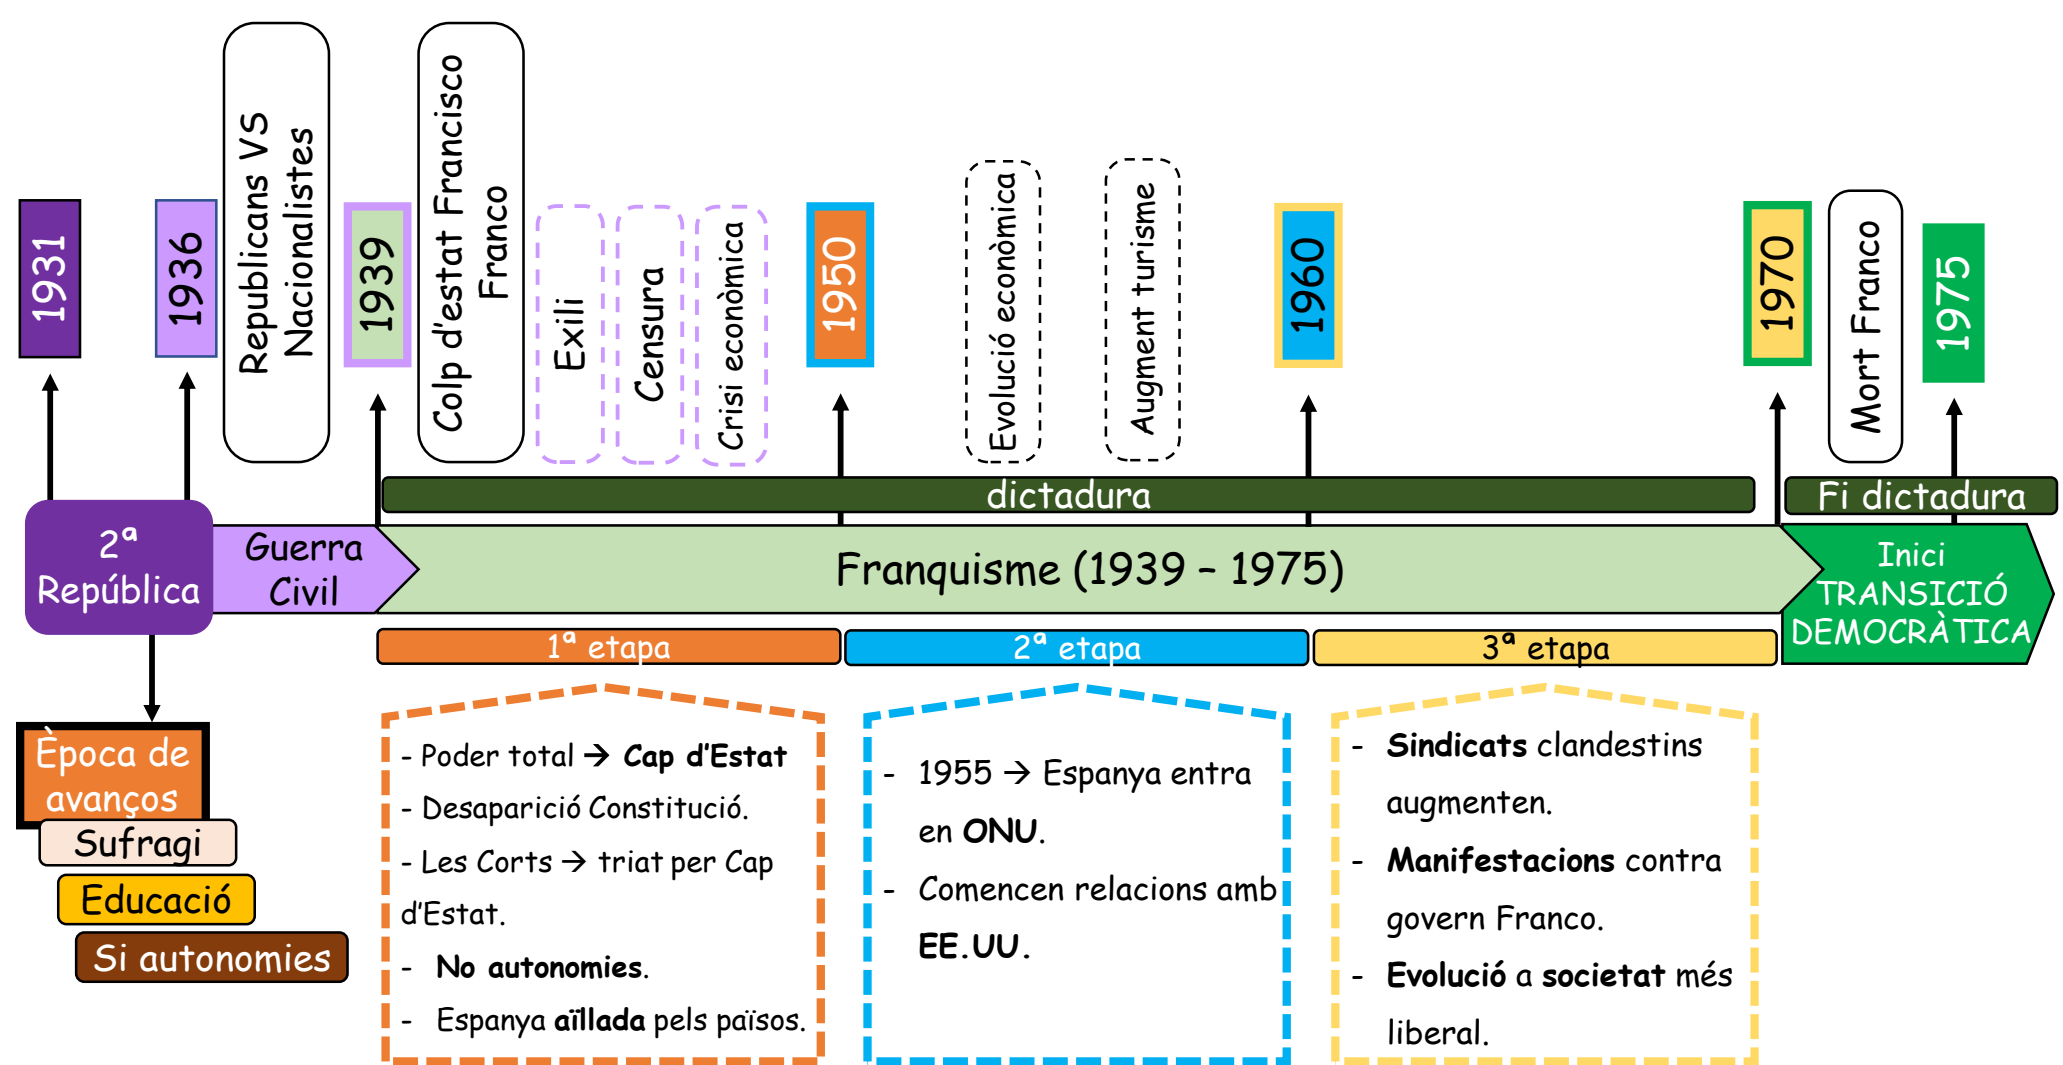 1931
1936
Republicans VS
Nacionalistes
1939
Colp d'estat Francisco
Franco
Exili
Censura
Crisi econòmica
1950
Evolució econòmica
Augment turisme
1960
1970
Mort Franco
1975
dictadura
Fi dictadura
2ª
República
Guerra
Civil
Franquisme (1939 – 1975)
Inici
TRANSICIÓ
DEMOCRÀTICA
1ª etapa
2ª etapa
3ª etapa
Època de
avanços
Sufragi
Educació
Si autonomies
- Poder total → Cap d'Estat
- Desaparició Constitució.
- Les Corts → triat per Cap
d'Estat.
- No autonomies.
- Espanya aïllada pels països.
- 1955 → Espanya entra
en ONU.
- Comencen relacions amb
EE.UU.
- Sindicats clandestins
augmenten.
- Manifestacions contra
govern Franco.
- Evolució a societat més
liberal.